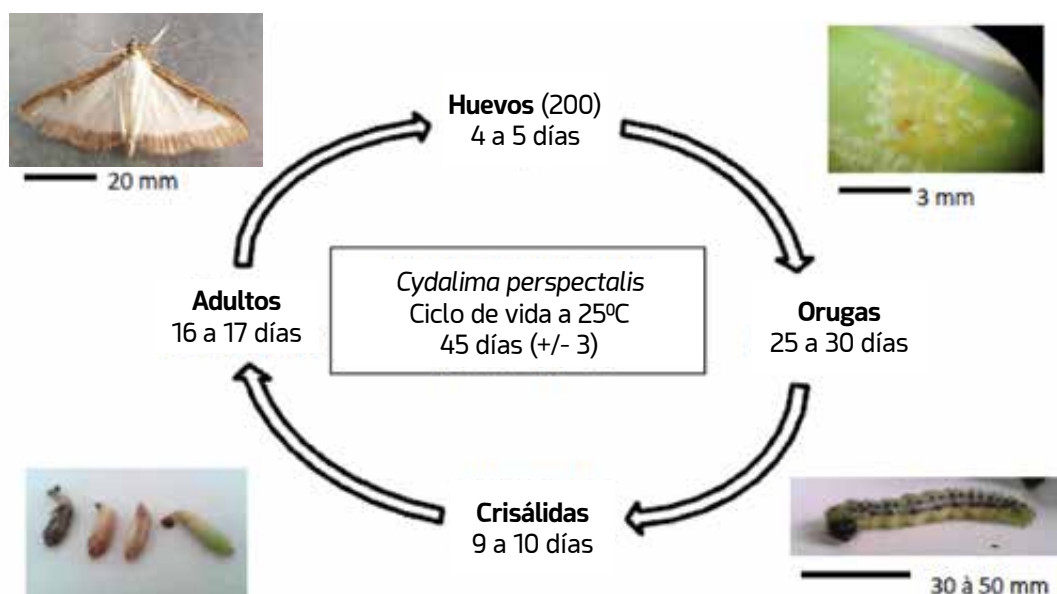 Huevos (200)
4 a 5 días
20 mm
3 mm
Cydalima perspectalis
Ciclo de vida a 25ºC
45 días (+/- 3)
Adultos
16 a 17 días
Orugas
25 a 30 días
Crisálidas
9 a 10 días
30 à 50 mm